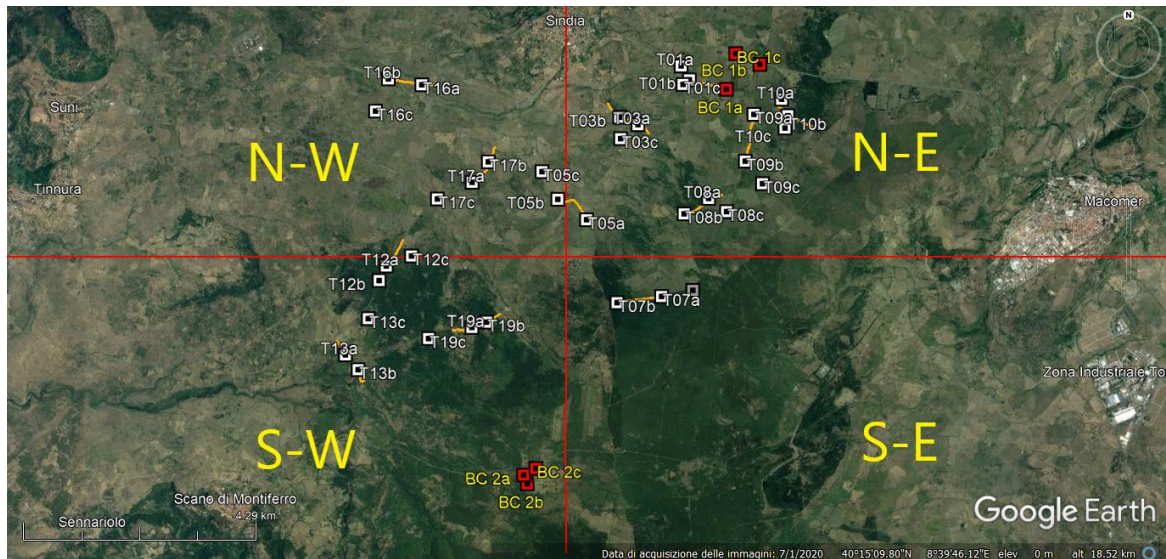 N
Sindia
T01a
BC 1c
BC 1b
T16b
T16a
T01b
T01c
BC 1a
T10a
Suni
T16c
T03b
T03a
T09a
T10b
T10c
T03c
N-W
N-E
T17b
T05c
T09b
Tinnura
T17a
T09c
T17c
T05b
T08a
Macomer
T08b
T08c
T05a
T12a
T12c
T12b
T07b
T07a
T13c
T19a
T19b
T19c
T13a
T13b
Zona Industriale To
S-W
S-E
BC 2a
BC 2c
BC 2b
Scano di Montiferro
4.29 km
Sennariolo
Google Earth
Data di acquisizione delle immagini: 7/1/2020 40°15'09.80"N 8°39'46.12"E elev 0 m alt 18.52 km